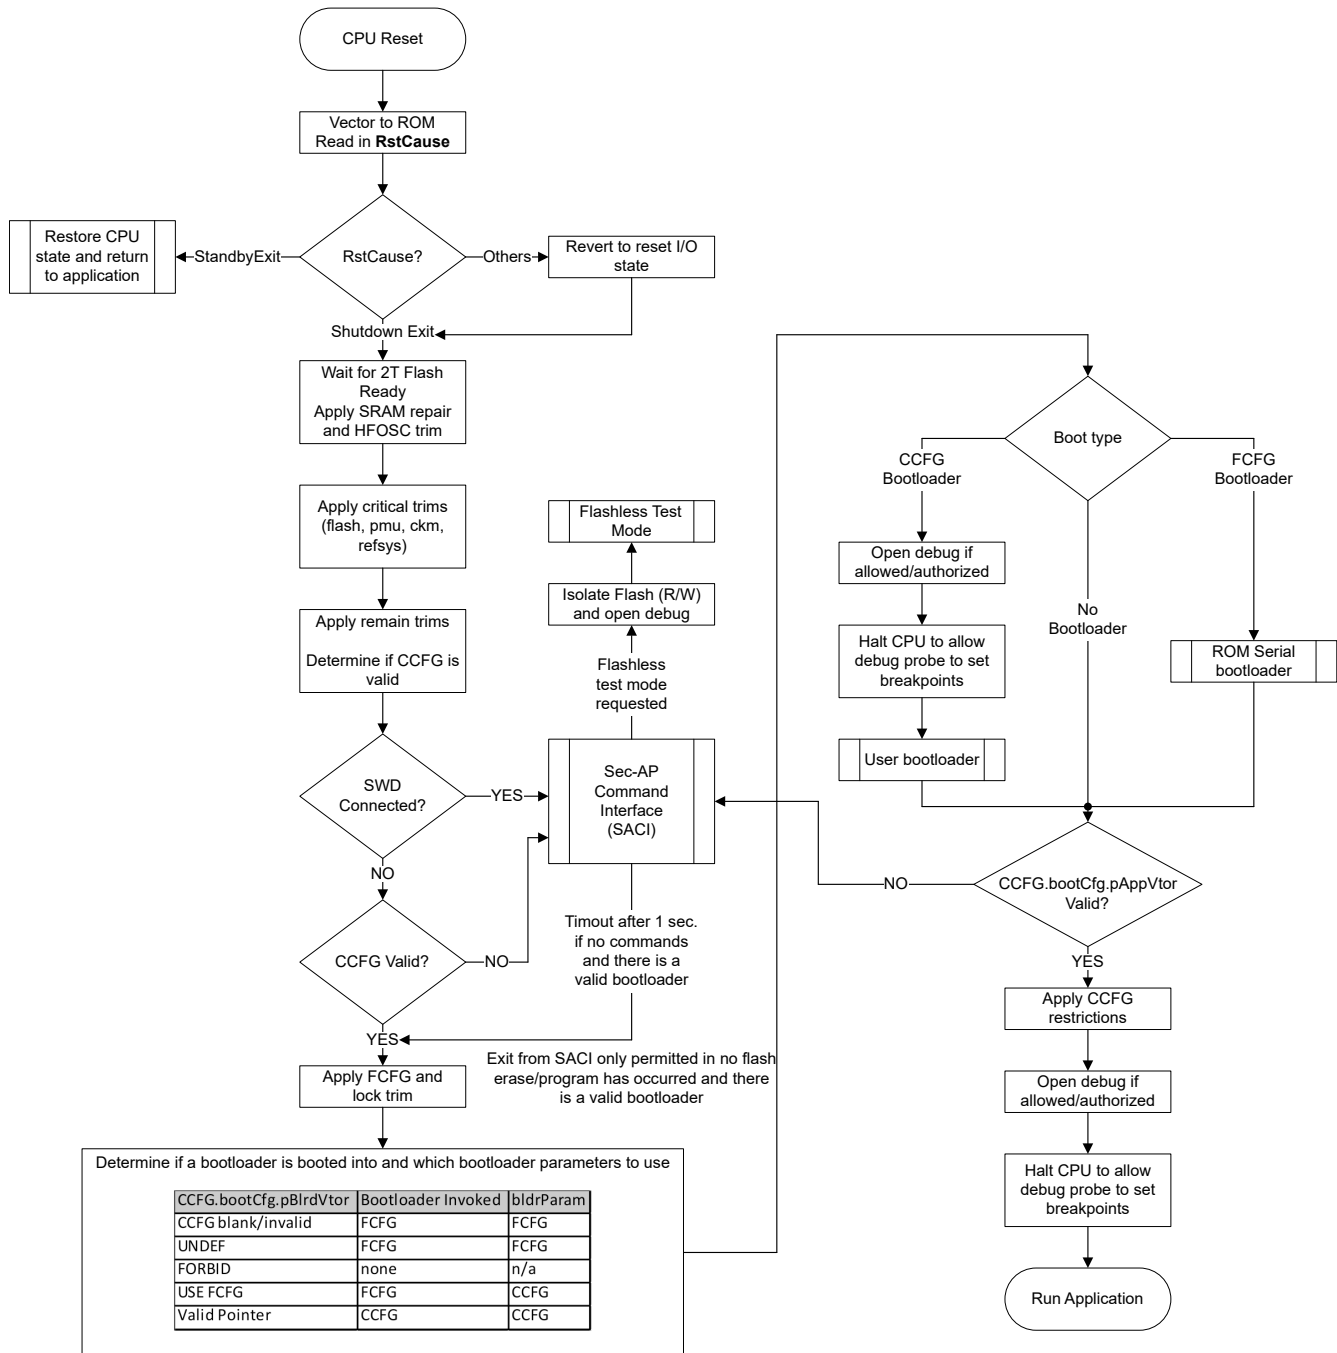 CPU Reset
Vector to ROM
Read in RstCause
RstCause?
StandbyExit
Restore CPU
state and return
to application
Others
Revert to reset I/O
state
Shutdown Exit
Wait for 2T Flash
Ready
Apply SRAM repair
and HFOSC trim
Apply critical trims
(flash, pmu, ckm,
refsys)
Apply remain trims
Determine if CCFG is
valid
SWD
Connected?
YES
NO
CCFG Valid?
NO
YES
Flashless Test
Mode
Isolate Flash (R/W)
and open debug
Flashless
test mode
requested
Sec-AP
Command
Interface
(SACI)
Timout after 1 sec.
if no commands
and there is a
valid bootloader
Exit from SACI only permitted in no flash
erase/program has occurred and there
is a valid bootloader
Apply FCFG and
lock trim
Determine if a bootloader is booted into and which bootloader parameters to use
CCFG.bootCfg.pBlrdVtor Bootloader Invoked bldrParam
CCFG blank/invalid FCFG FCFG
UNDEF FCFG FCFG
FORBID none n/a
USE FCFG FCFG CCFG
Valid Pointer CCFG CCFG
Boot type
CCFG
Bootloader
Open debug if
allowed/authorized
Halt CPU to allow
debug probe to set
breakpoints
User bootloader
No
Bootloader
FCFG
Bootloader
ROM Serial
bootloader
CCFG.bootCfg.pAppVtor
Valid?
NO
YES
Apply CCFG
restrictions
Open debug if
allowed/authorized
Halt CPU to allow
debug probe to set
breakpoints
Run Application